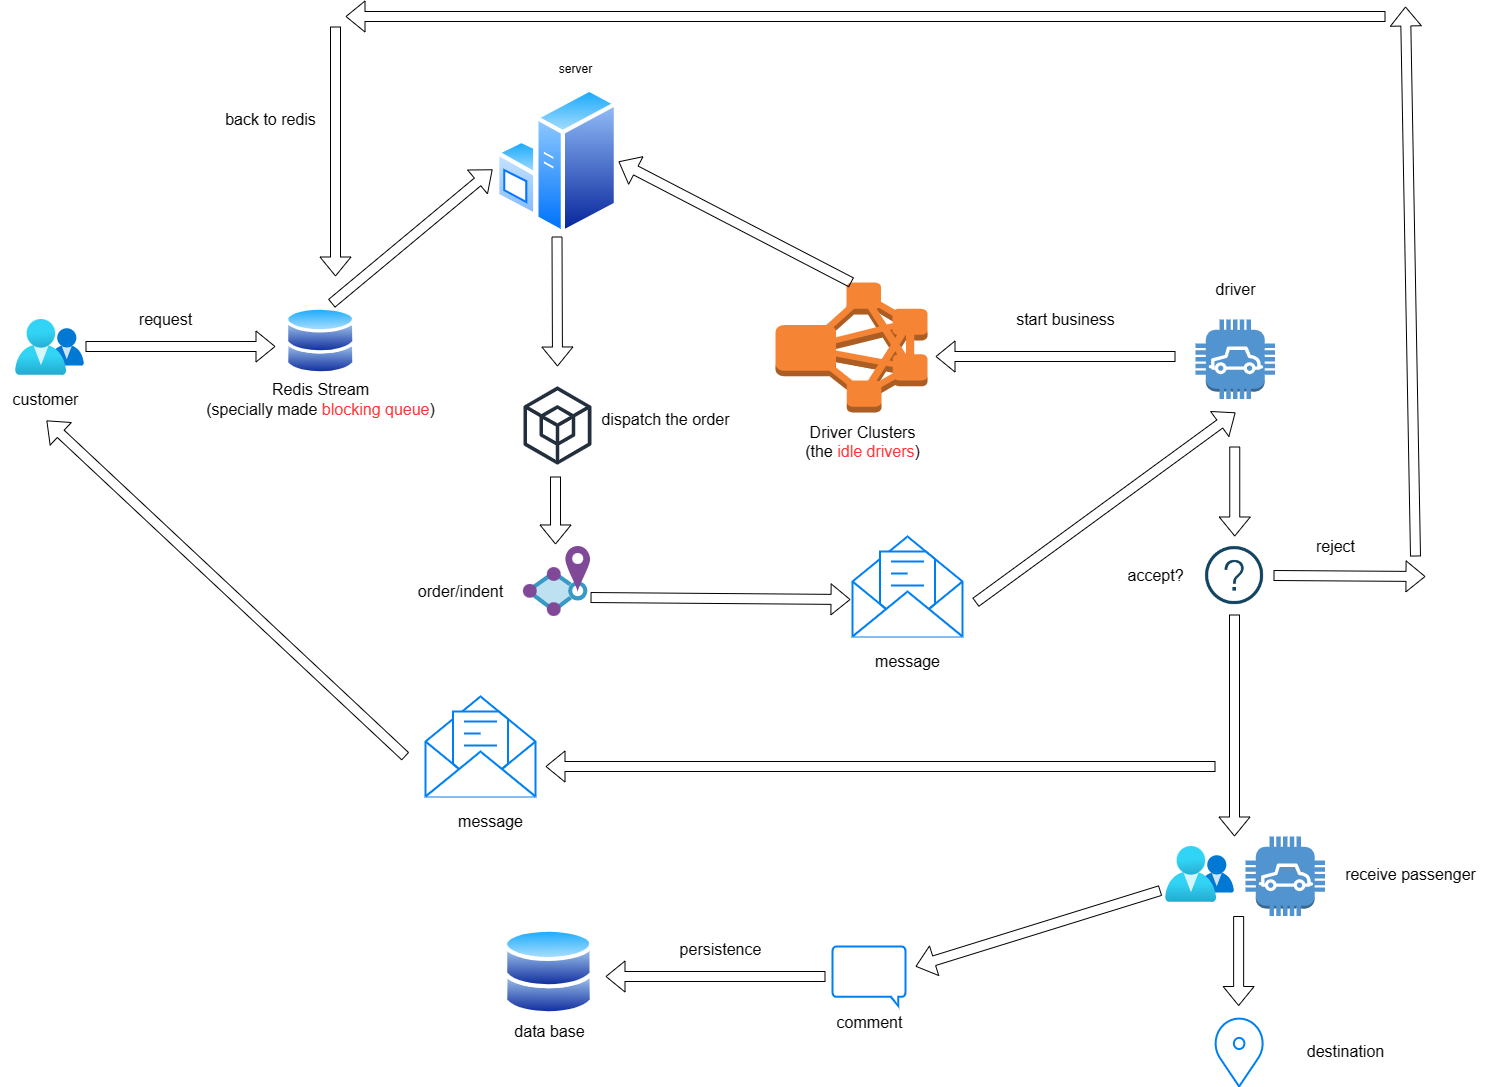 server
back to redis
request
customer
Redis Stream
(specially made blocking queue)
dispatch the order
Driver Clusters
(the idle drivers)
start business
driver
order/indent
message
accept?
reject
message
receive passenger
persistence
data base
comment
destination